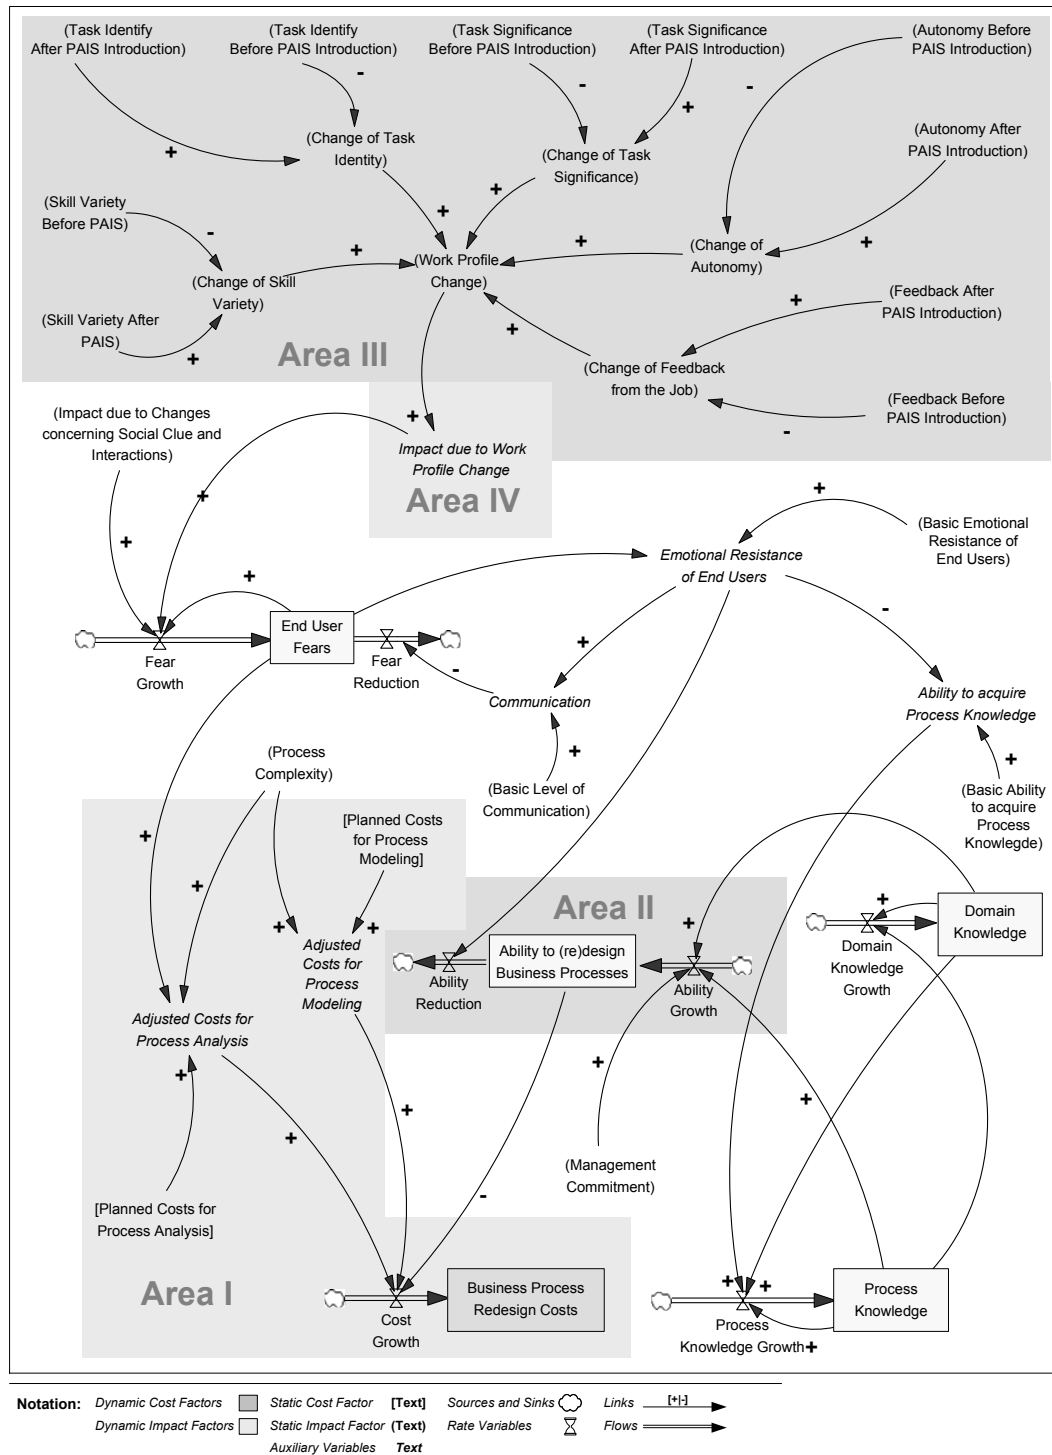 (Task Identify
After PAIS Introduction)
(Task Identify
Before PAIS Introduction)
(Task Significance
Before PAIS Introduction)
(Task Significance
After PAIS Introduction)
(Autonomy Before
PAIS Introduction)
-
-
-
+
+
(Change of Task
Identity)
(Change of Task
Significance)
(Autonomy After
PAIS Introduction)
(Skill Variety
Before PAIS)
-
+
+
+
+
+
(Change of Skill
Variety)
(Work Profile
Change)
(Change of
Autonomy)
(Skill Variety After
PAIS)
+
+
+
(Feedback After
PAIS Introduction)
Area III
(Change of Feedback
from the Job)
(Feedback Before
PAIS Introduction)
-
(Impact due to Changes
concerning Social Clue and
Interactions)
+
Impact due to Work
Profile Change
Area IV
+
+
+
(Basic Emotional
Resistance of
End Users)
Emotional Resistance
of End Users
+
-
End User
Fears
Fear
Growth
Fear
Reduction
-
+
Communication
Ability to acquire
Process Knowledge
+
+
(Process
Complexity)
(Basic Level of
Communication)
(Basic Ability
to acquire
Process
Knowlegde)
[Planned Costs
for Process
Modeling]
+
+
+
+
Area II
+
+
Adjusted
Costs for
Process
Modeling
Ability to (re)design
Business Processes
Ability
Reduction
Ability
Growth
Domain
Knowledge
Domain
Knowledge
Growth
Adjusted Costs for
Process Analysis
+
+
+
+
+
(Management
Commitment)
-
[Planned Costs for
Process Analysis]
Area I
Business Process
Redesign Costs
Cost
Growth
+
+
Process
Knowledge
Process
Knowledge Growth+
Notation:
Dynamic Cost Factors
Static Cost Factor
[Text]
Sources and Sinks
Links
[+|-]
Dynamic Impact Factors
Static Impact Factor
(Text)
Rate Variables
Flows
Auxiliary Variables
Text